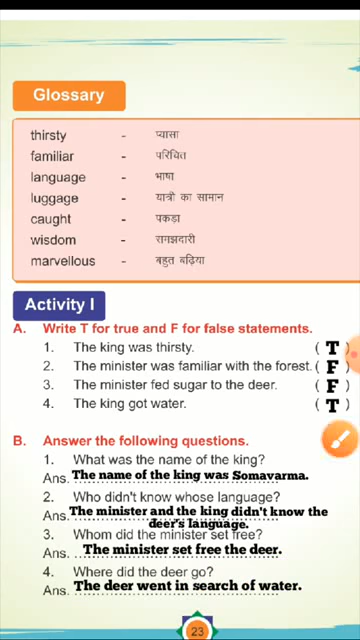 Glossary
thirsty - प्यासा
familiar - परिचित
language - भाषा
luggage - यात्री का सामान
caught - पकड़ा
wisdom - रामझदारी
marvellous - बहुत बढ़िया
Activity I
A. Write T for true and F for false statements.
1. The king was thirsty. ( T )
2. The minister was familiar with the forest. ( F )
3. The minister fed sugar to the deer. ( F )
4. The king got water. ( T )
B. Answer the following questions.
1. What was the name of the king?
Ans. The name of the king was Somavarma.
2. Who didn't know whose language?
Ans. The minister and the king didn't know the
deer's language.
3. Whom did the minister set free?
Ans. The minister set free the deer.
4. Where did the deer go?
Ans. The deer went in search of water.
23